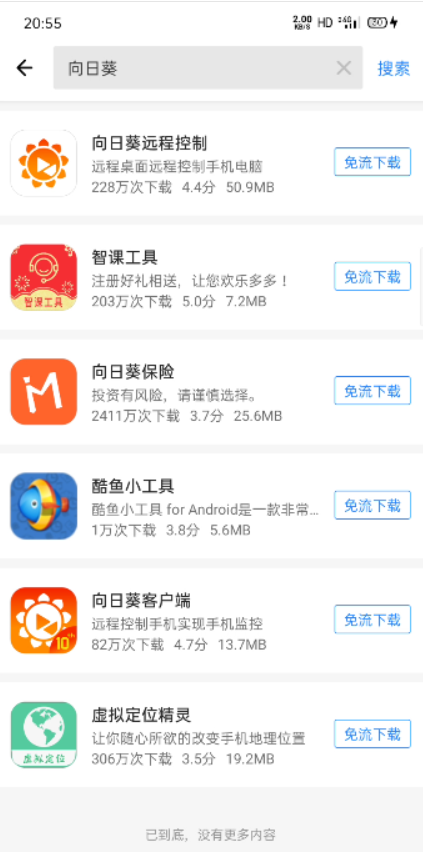 20:55
2.00 KB/S HD 4G 30
向日葵
搜索
向日葵远程控制
远程桌面远程控制手机电脑
228万次下载 4.4分 50.9MB
免流下载
智课工具
智课工具
注册好礼相送，让您欢乐多多！
203万次下载 5.0分 7.2MB
免流下载
向日葵保险
投资有风险，请谨慎选择。
2411万次下载 3.7分 25.6MB
免流下载
酷鱼小工具
酷鱼小工具 for Android是一款非常...
1万次下载 3.8分 5.6MB
免流下载
10
向日葵客户端
远程控制手机实现手机监控
82万次下载 4.7分 13.7MB
免流下载
虚拟定位
虚拟定位精灵
让你随心所欲的改变手机地理位置
306万次下载 3.5分 19.2MB
免流下载
已到底，没有更多内容